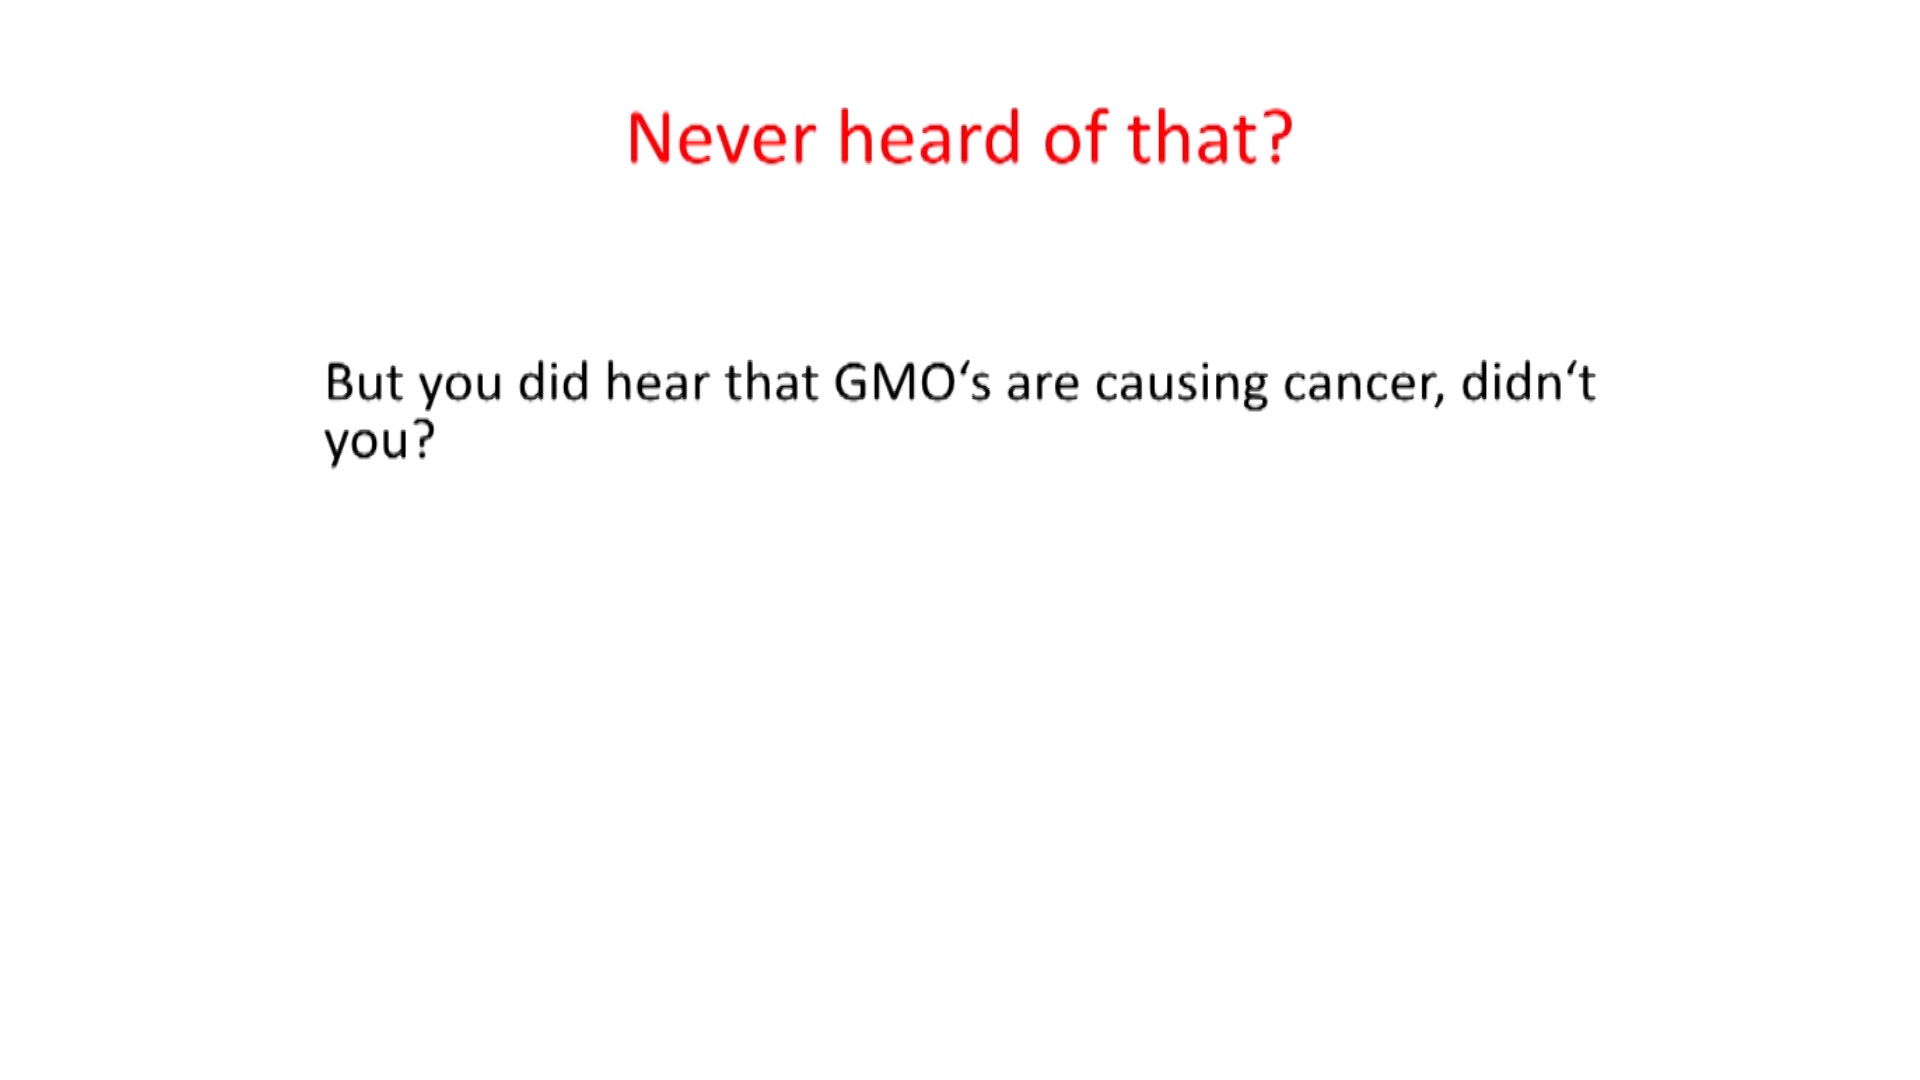 Never heard of that?
But you did hear that GMO‘s are causing cancer, didn‘t
you?